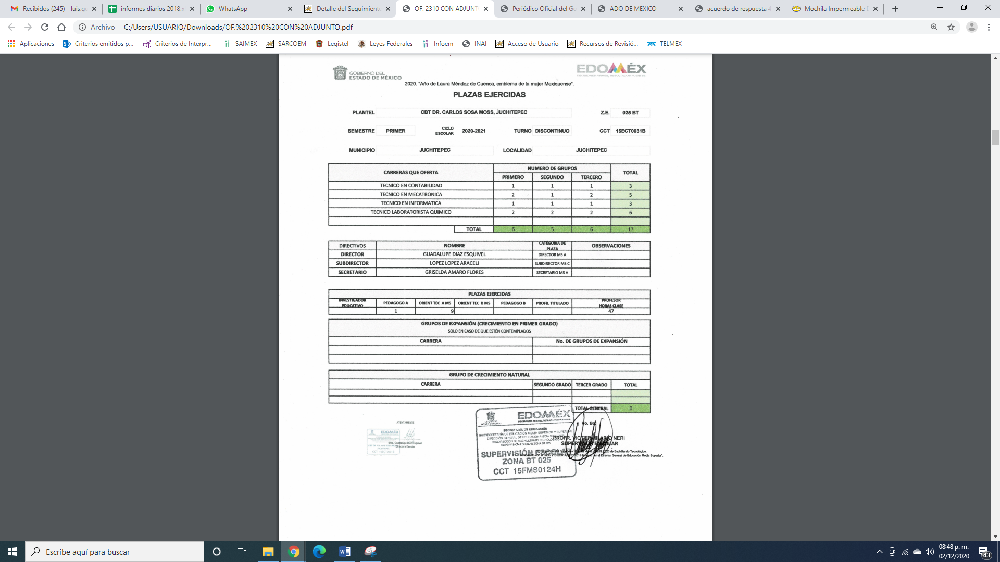 Recibidos (245) - luis.gu
informes diarios 2018.x
WhatsApp
Detalle del Seguimiento
OF. 2310 CON ADJUNT
Periódico Oficial del Go
ADO DE MEXICO
acuerdo de respuesta 4
Mochila Impermeable
Archivo | C:/Users/USUARIO/Downloads/OF.%202310%20CON%20ADJUNTO.pdf
Aplicaciones
Criterios emitidos p...
Criterios de Interpr...
SAIMEX
SARCOEM
Legistel
Leyes Federales
Infoem
INAI
Acceso de Usuario
Recursos de Revisió...
TELMEX
GOBIERNO DEL
ESTADO DE MÉXICO
EDOMÉX
DECISIONES FIRMES, RESULTADOS FUERTES.
2020. "Año de Laura Méndez de Cuenca, emblema de la mujer Mexiquense".
PLAZAS EJERCIDAS
PLANTEL CBT DR. CARLOS SOSA MOSS, JUCHITEPEC Z.E. 025 BT
SEMESTRE PRIMER CICLO ESCOLAR 2020-2021 TURNO DISCONTINUO CCT 15ECT0031B
MUNICIPIO JUCHITEPEC LOCALIDAD JUCHITEPEC
CARRERAS QUE OFERTA NUMERO DE GRUPOS TOTAL
PRIMERO SEGUNDO TERCERO
TECNICO EN CONTABILIDAD 1 1 1 3
TECNICO EN MECATRONICA 2 1 2 5
TECNICO EN INFORMATICA 1 1 1 3
TECNICO LABORATORISTA QUIMICO 2 2 2 6
TOTAL 6 5 6 17
DIRECTIVOS NOMBRE CATEGORIA DE PLAZA OBSERVACIONES
DIRECTOR GUADALUPE DIAZ ESQUIVEL DIRECTOR MS A
SUBDIRECTOR LOPEZ LOPEZ ARACELI SUBDIRECTOR MS C
SECRETARIO GRISELDA AMARO FLORES SECRETARIO MS A
PLAZAS EJERCIDAS
INVESTIGADOR EDUCATIVO PEDAGOGO A ORIENT TEC A MS ORIENT TEC B MS PEDAGOGO B PROFR. TITULADO PROFESOR HORAS CLASE
1 9 47
GRUPOS DE EXPANSIÓN (CRECIMIENTO EN PRIMER GRADO)
SOLO EN CASO DE QUE ESTÉN CONTEMPLADOS
CARRERA No. DE GRUPOS DE EXPANSIÓN
GRUPO DE CRECIMIENTO NATURAL
CARRERA SEGUNDO GRADO TERCER GRADO TOTAL
TOTAL GENERAL 0
ATENTAMENTE
EDOMEX
Mtra. Guadalupe Diaz Esquivel
Directora Escolar
EDOMÉX
DECISIONES FIRMES, RESULTADOS FUERTES.
SECRETARÍA DE EDUCACIÓN
SUBSECRETARÍA DE EDUCACIÓN MEDIA SUPERIOR Y SUPERIOR
DIRECCIÓN GENERAL DE EDUCACIÓN MEDIA SUPERIOR
SUBDIRECCIÓN DE BACHILLERATO TECNOLÓGICO
SUPERVISIÓN ESCOLAR ZONA BT 025
SUPERVISIÓN ESCOLAR
ZONA BT 025
CCT 15FMS0124H
Vo. Bo.
PROFR. VICTOR HILARIO NERI
SUPERVISOR ESCOLAR
de Bachillerato Tecnológico,
por el Director General de Educación Media Superior".
Escribe aquí para buscar
08:48 p. m.
02/12/2020
43